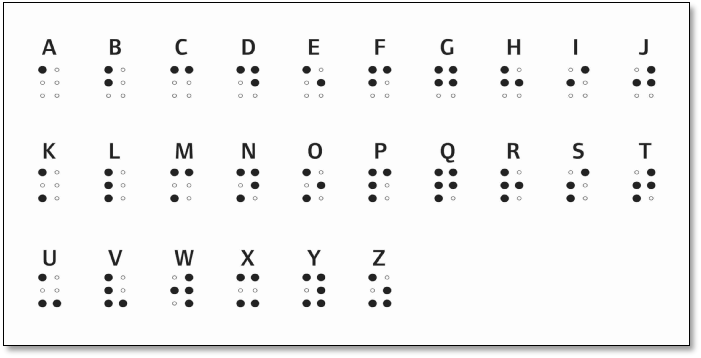 A B C D E F G H I J
K L M N O P Q R S T
U V W X Y Z